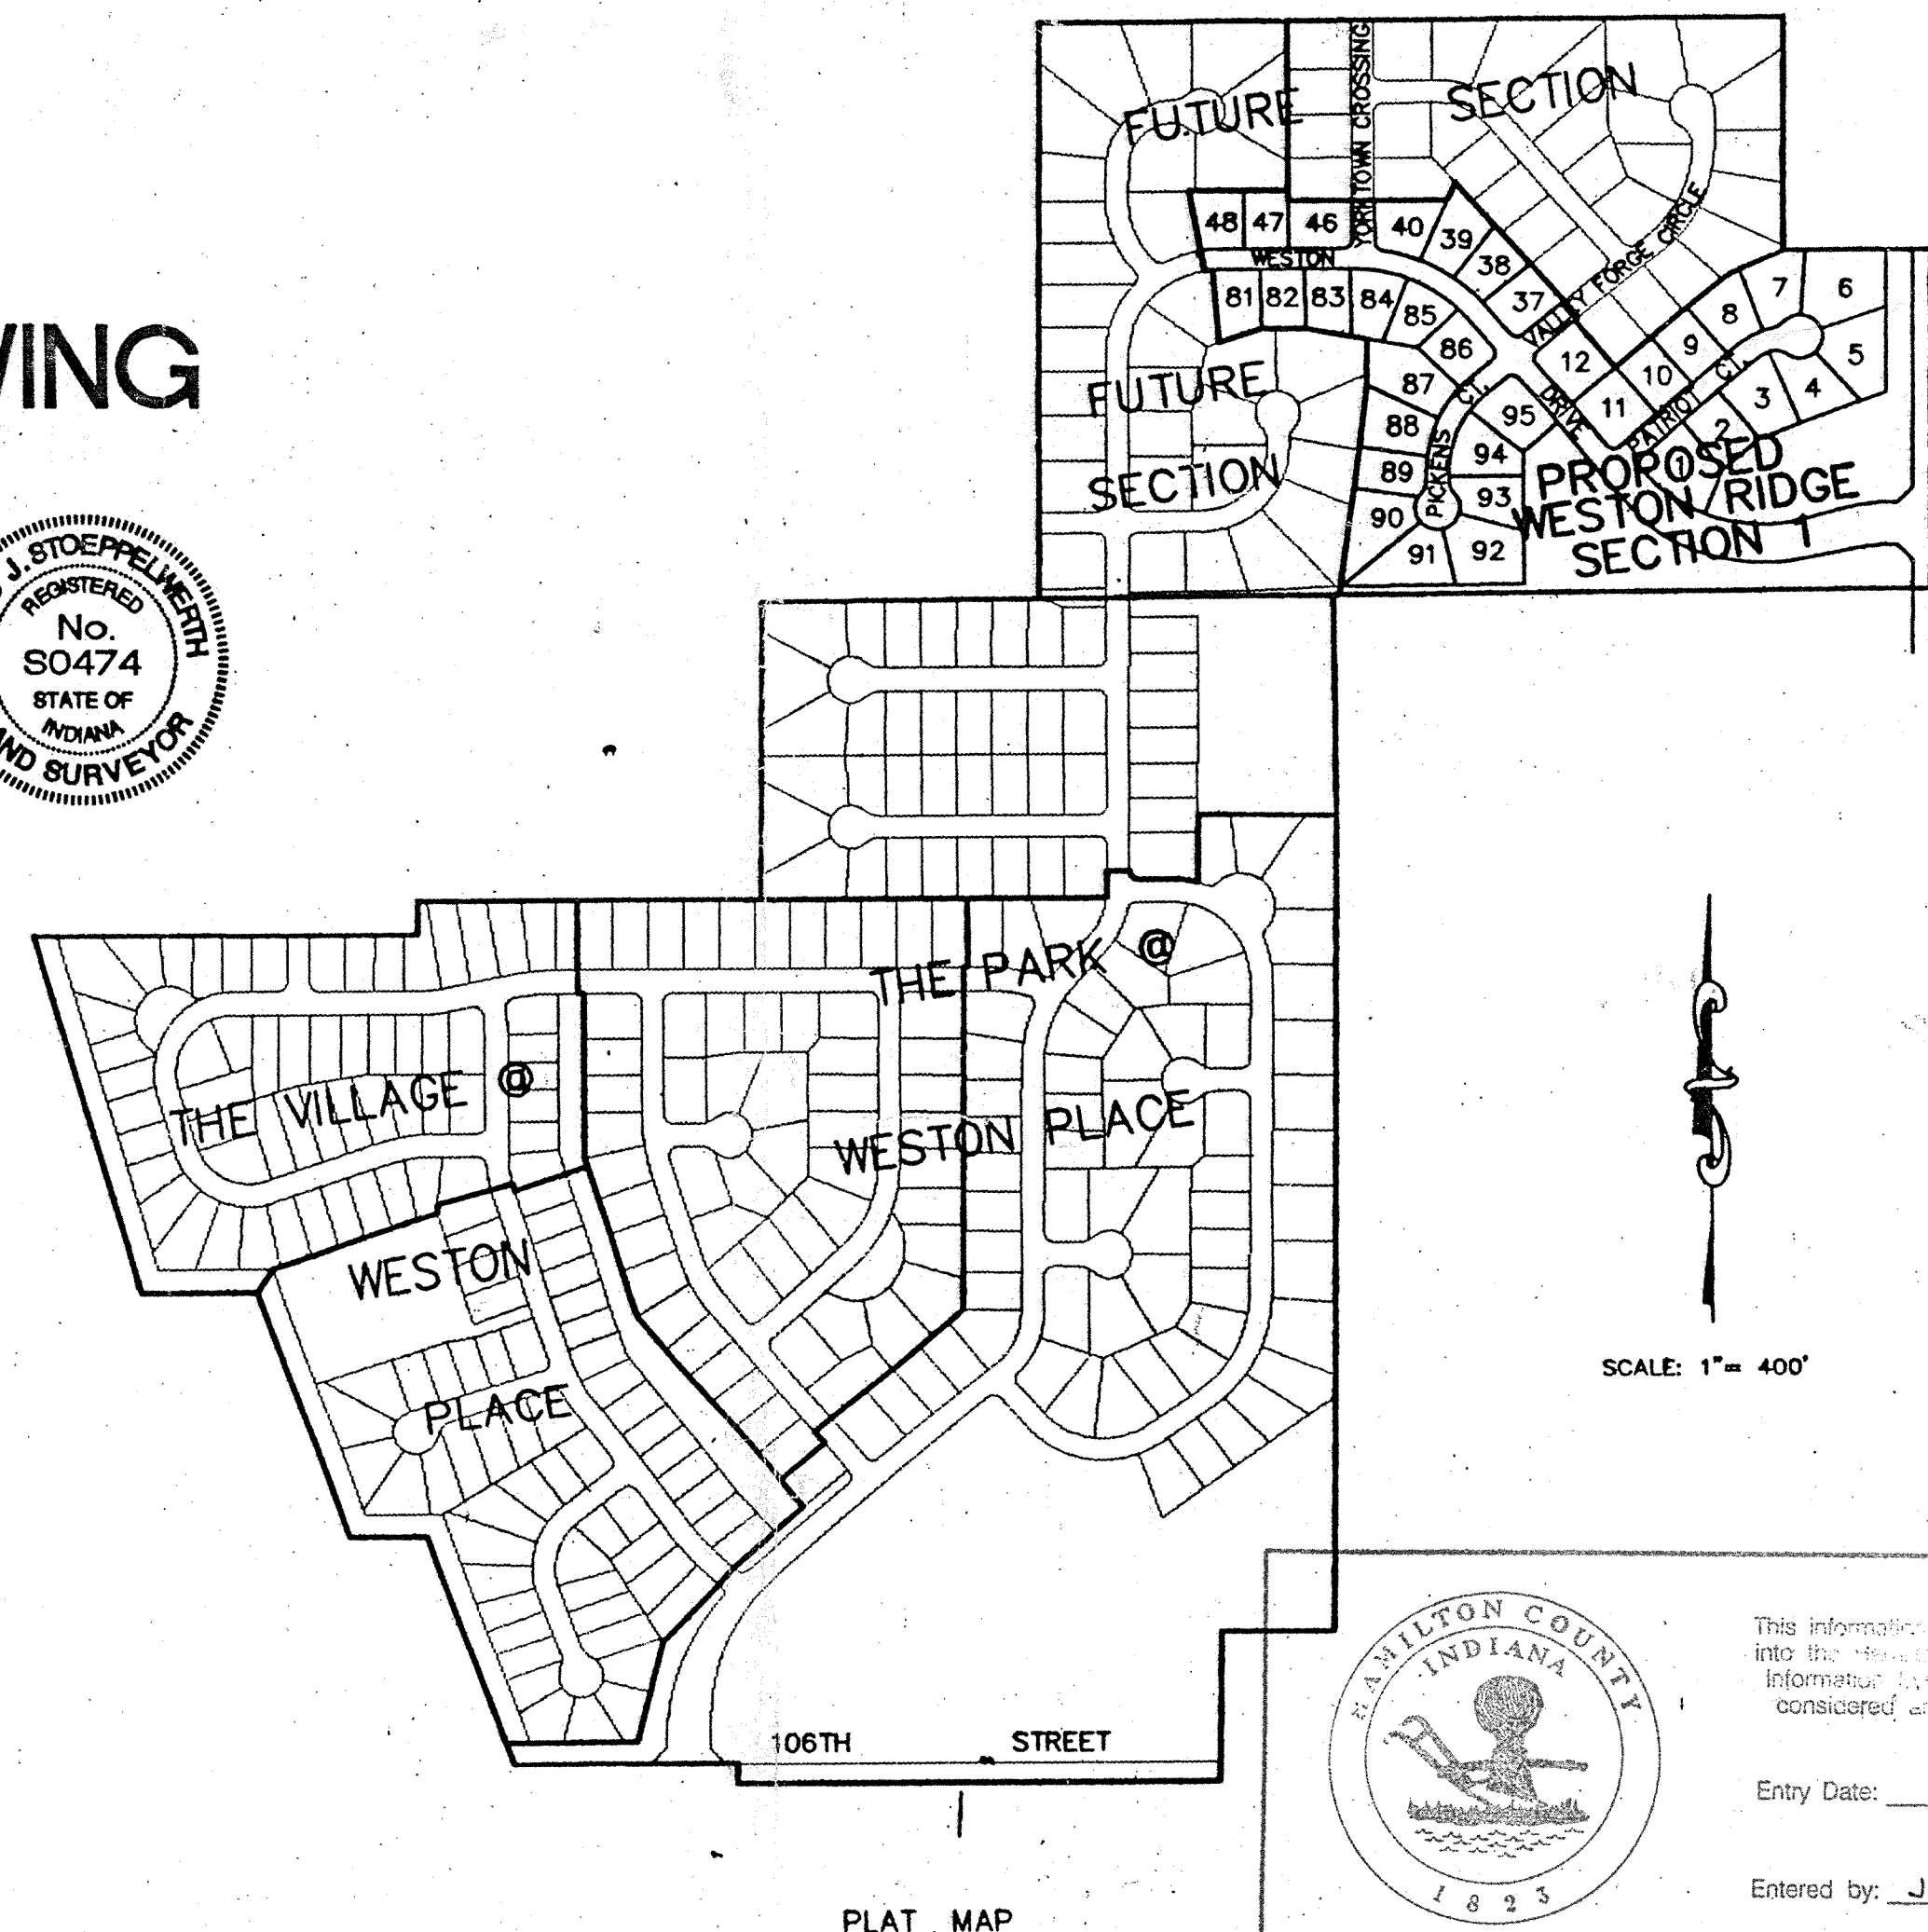 FUTURE
SECTION
YORKTOWN CROSSING
48 47 46 40 39 38 37
WESTON
DRIVE
VALLEY FORGE CIRCLE
81 82 83 84 85 86
87 88 89 90 91 92 93 94 95
PICKENS CT.
12 11 10 9 8 7 6 5 4 3 2 1
PATRIOT CT.
FUTURE
SECTION
PROPOSED
WESTON RIDGE
SECTION 1
J. STOEPPELWERTH
REGISTERED
No.
S0474
STATE OF
INDIANA
SURVEYOR
THE PARK @
WESTON PLACE
THE VILLAGE @
WESTON
PLACE
SCALE: 1"= 400'
106TH STREET
PLAT MAP
HAMILTON COUNTY
INDIANA
1823
This information
into the
Information
considered
Entry Date:
Entered by: J